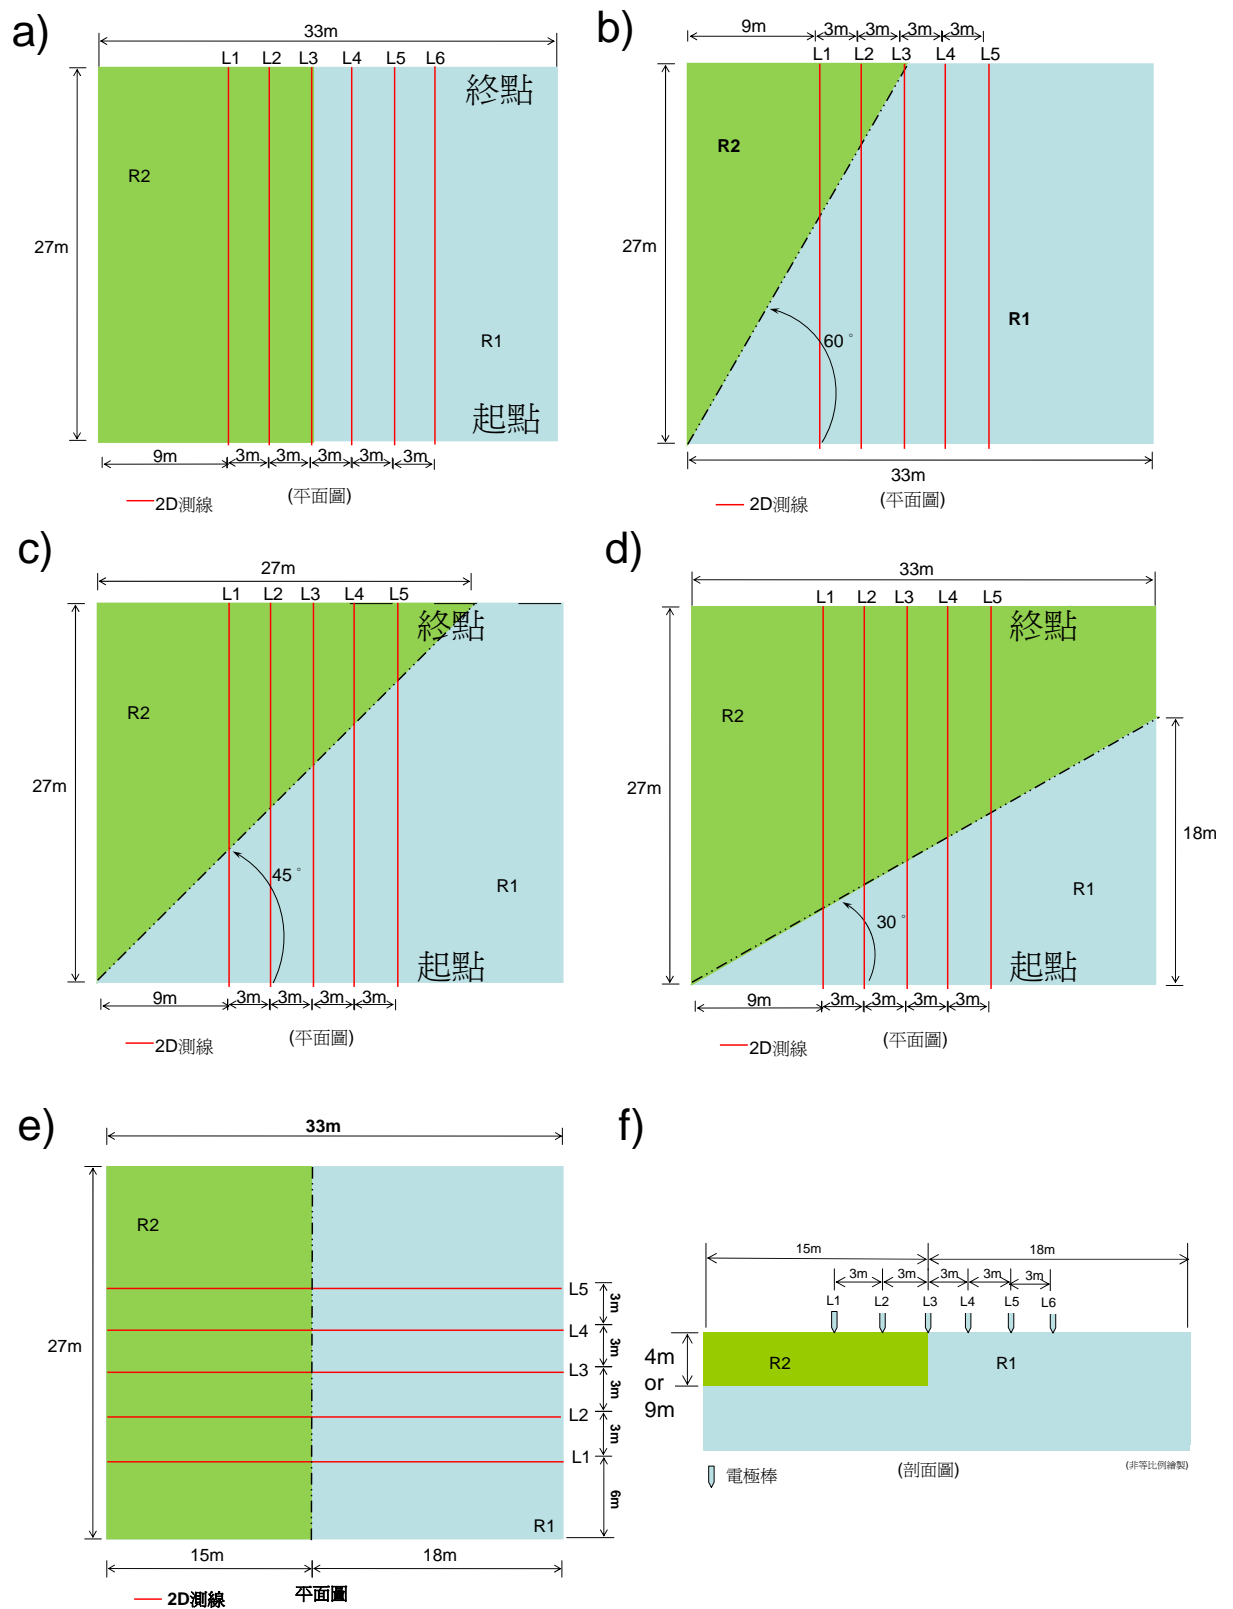 a)
33m
L1 L2 L3 L4 L5 L6
終點
R2
27m
R1
起點
9m 3m 3m 3m 3m 3m
2D測線
(平面圖)
b)
9m 3m 3m 3m 3m
L1 L2 L3 L4 L5
R2
27m
R1
60°
33m
2D測線
(平面圖)
c)
27m
L1 L2 L3 L4 L5
終點
R2
27m
45°
R1
起點
9m 3m 3m 3m 3m
2D測線
(平面圖)
d)
33m
L1 L2 L3 L4 L5
終點
R2
27m
18m
R1
30°
起點
9m 3m 3m 3m 3m
2D測線
(平面圖)
e)
33m
R2
L5
3m
L4
27m
3m
L3
3m
L2
3m
L1
6m
R1
15m 18m
2D測線
平面圖
f)
15m 18m
3m 3m 3m 3m 3m
L1 L2 L3 L4 L5 L6
4m
or
9m
R2 R1
電極棒
(剖面圖)
(非等比例繪製)